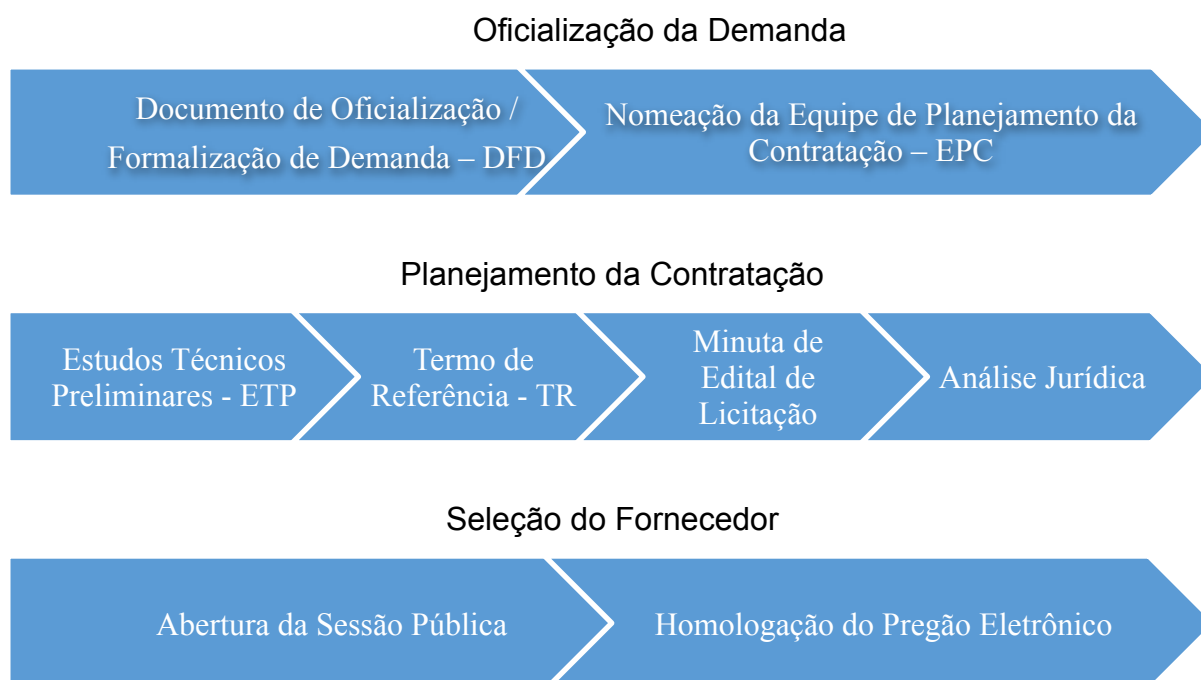 Oficialização da Demanda
Documento de Oficialização /
Formalização de Demanda – DFD
Nomeação da Equipe de Planejamento da
Contratação – EPC
Planejamento da Contratação
Estudos Técnicos
Preliminares - ETP
Termo de
Referência - TR
Minuta de
Edital de
Licitação
Análise Jurídica
Seleção do Fornecedor
Abertura da Sessão Pública
Homologação do Pregão Eletrônico